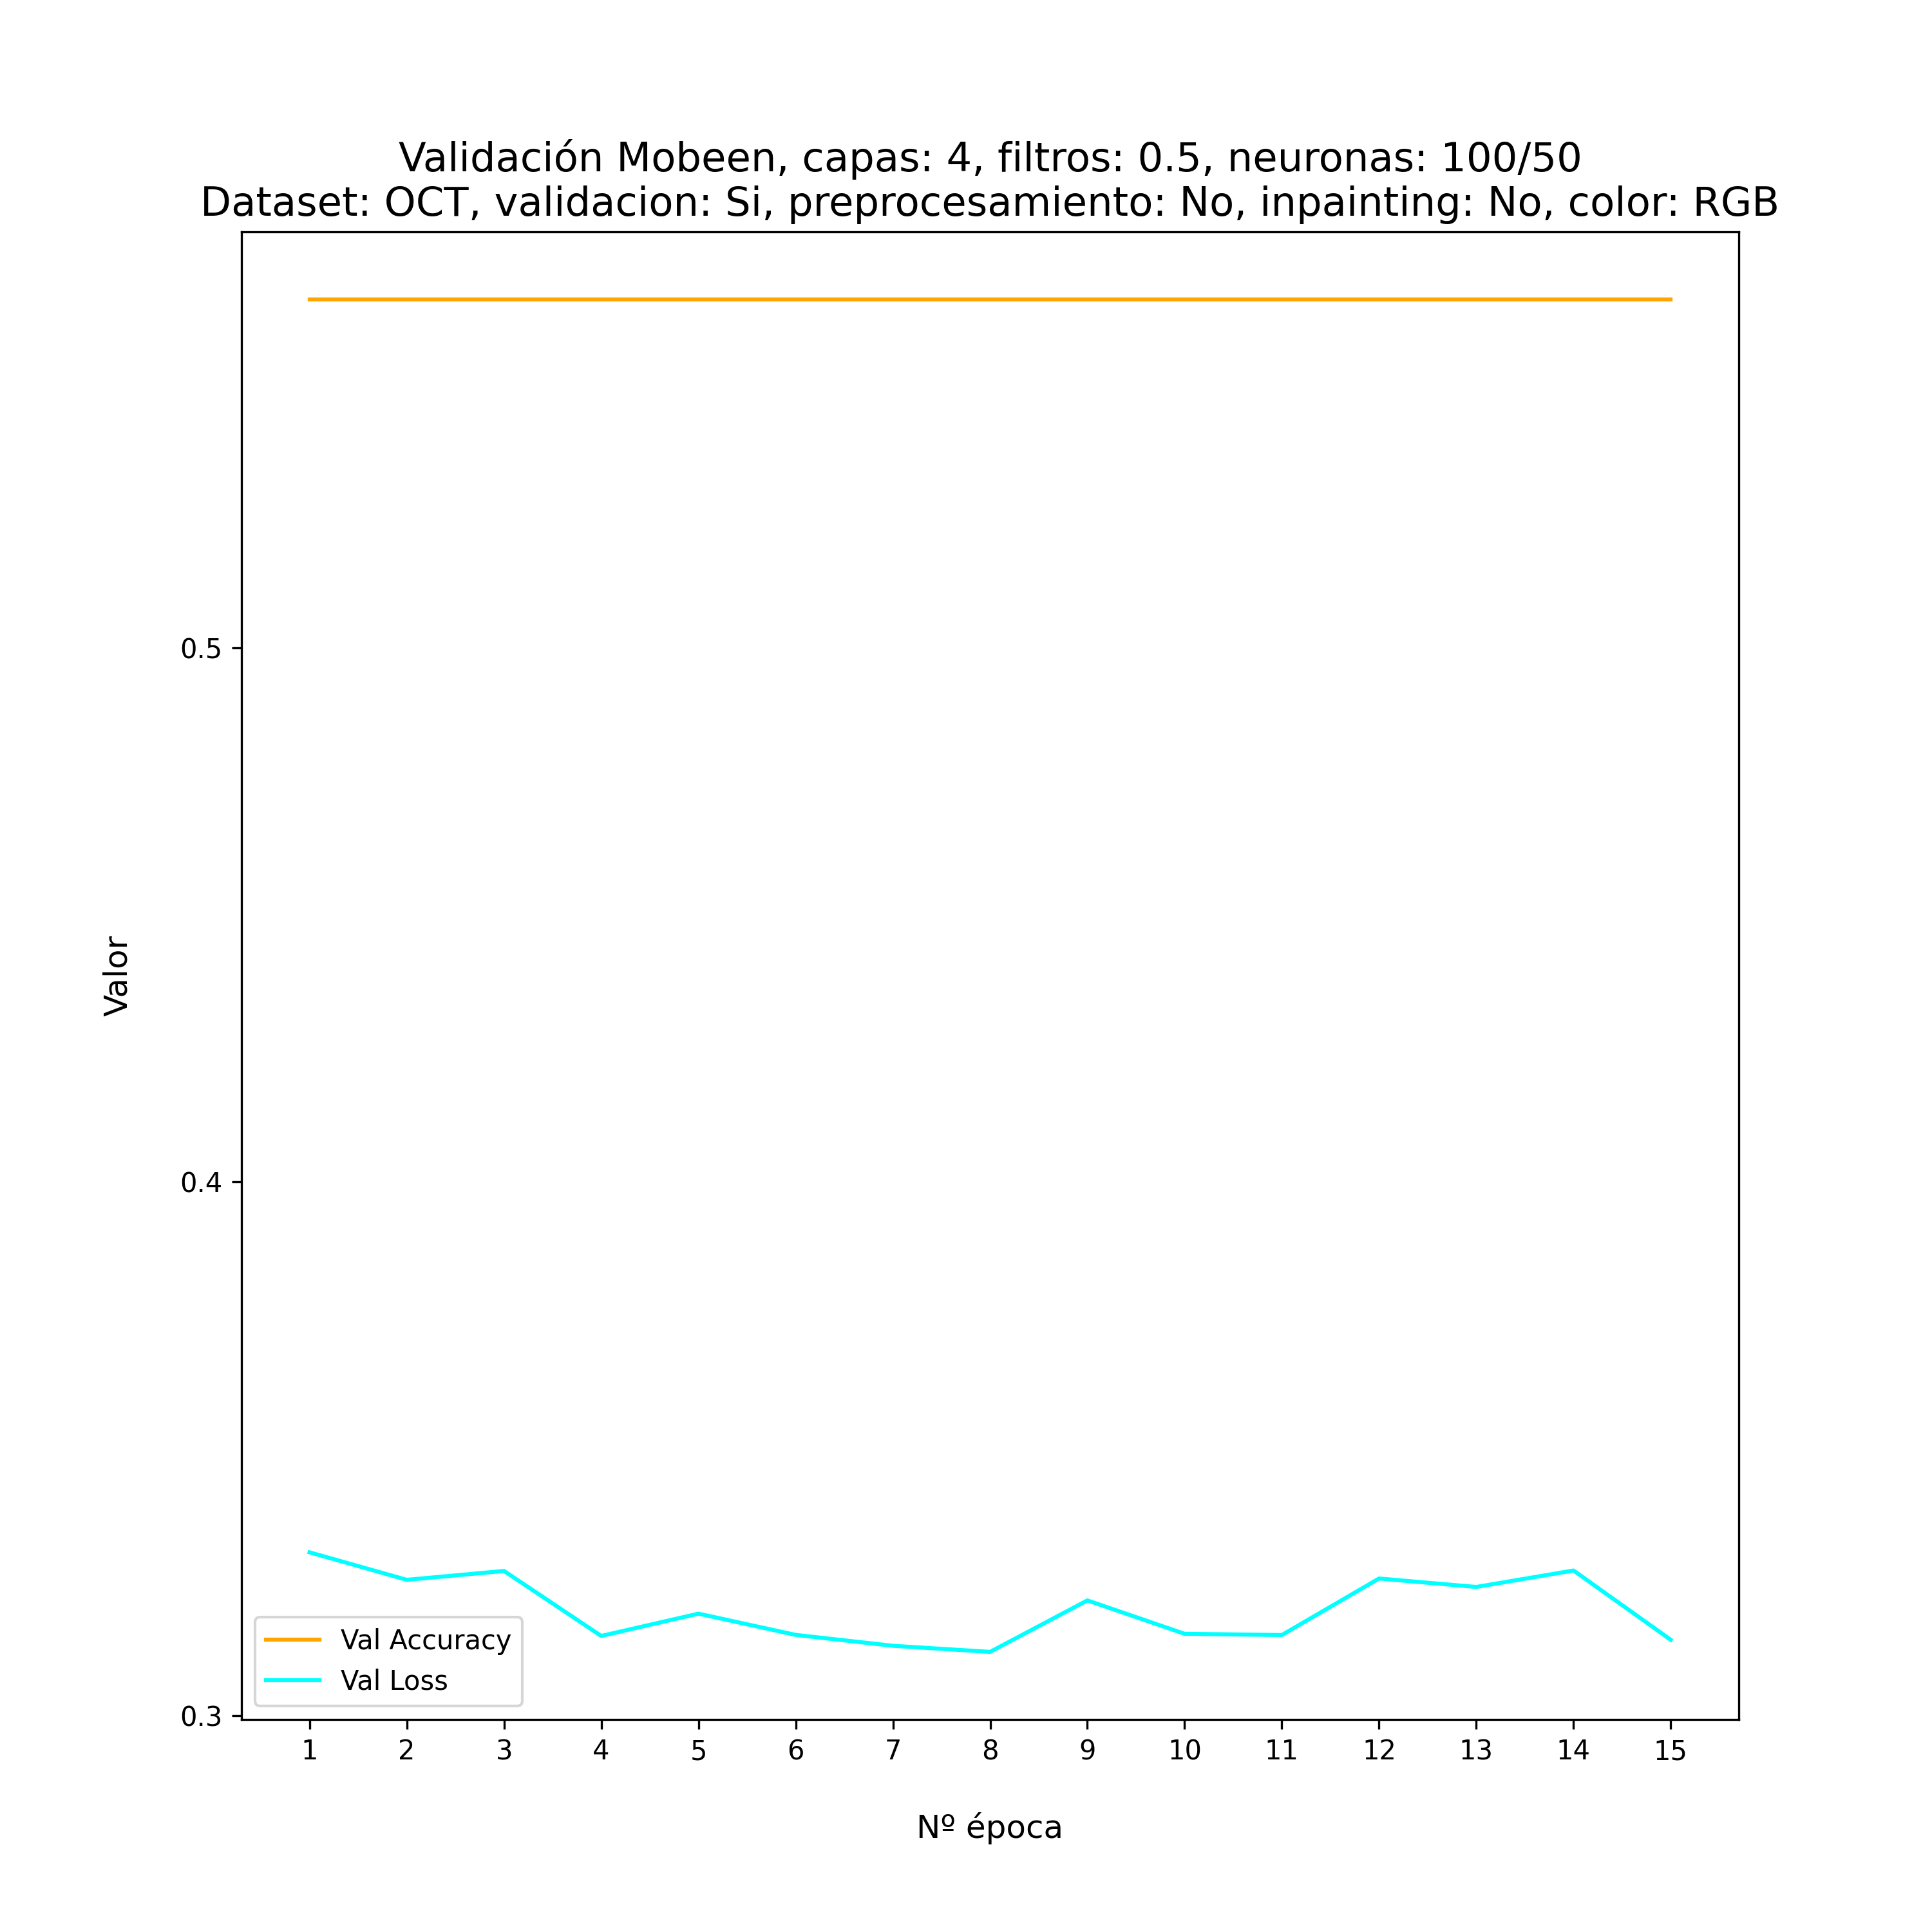 Validación Mobeen, capas: 4, filtros: 0.5, neuronas: 100/50
Dataset: OCT, validacion: Si, preprocesamiento: No, inpainting: No, color: RGB
Valor
0.5
0.4
0.3
Val Accuracy
Val Loss
1 2 3 4 5 6 7 8 9 10 11 12 13 14 15
Nº época